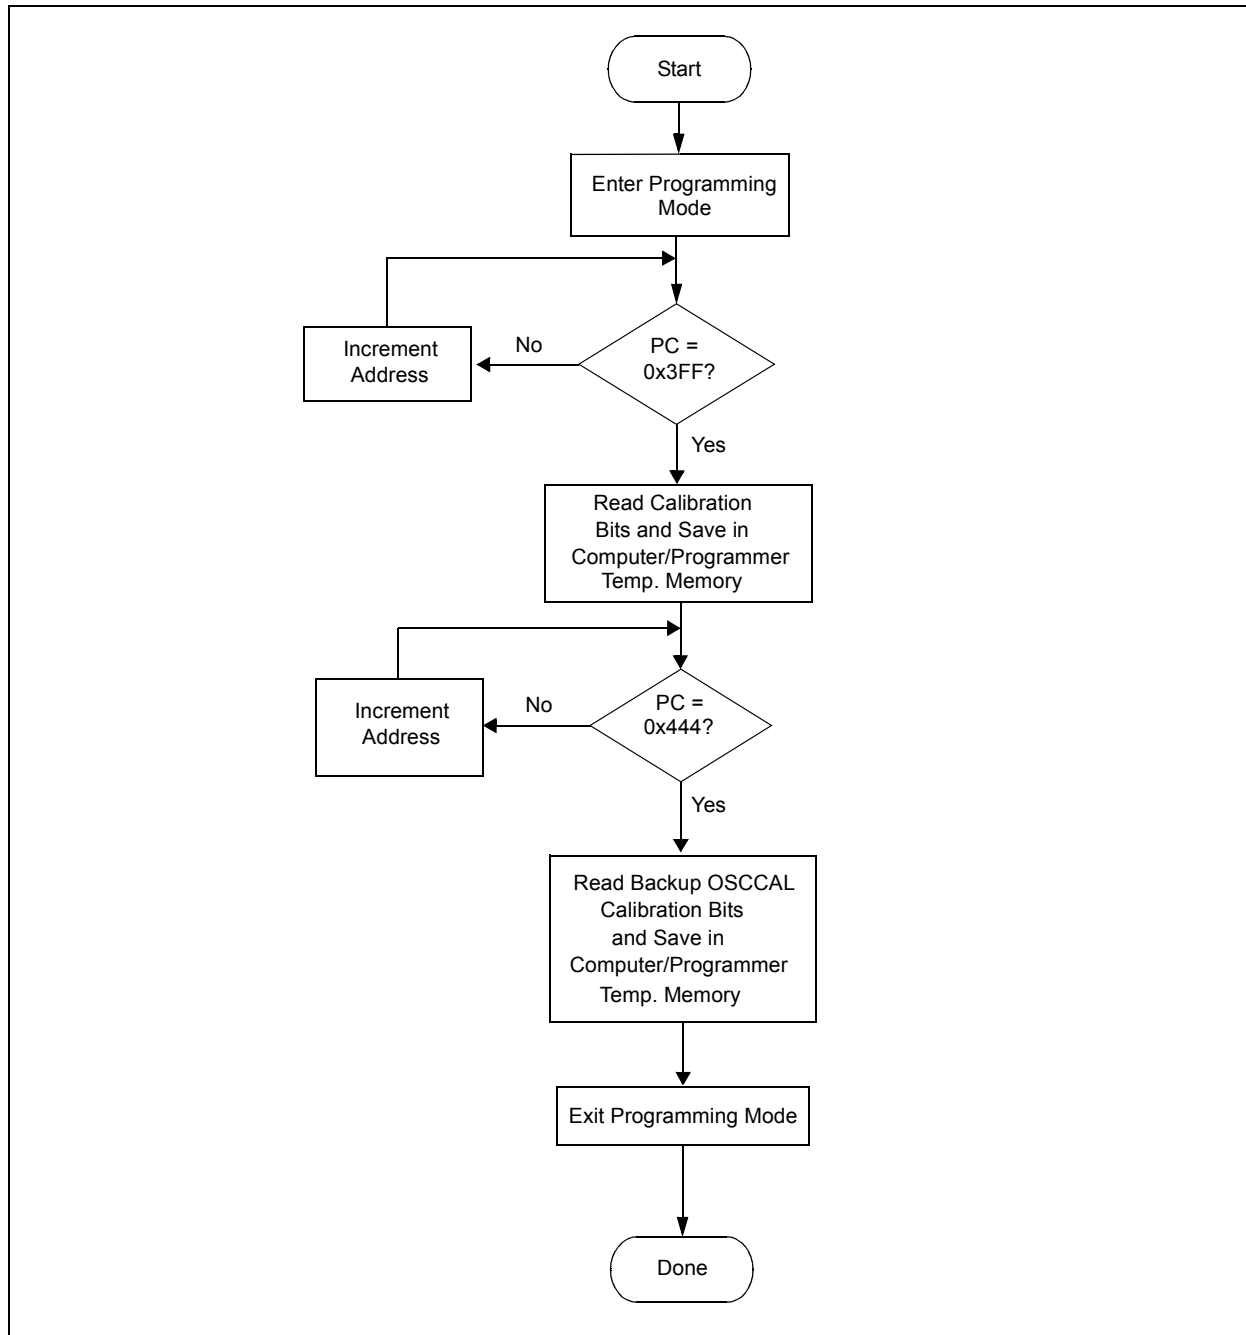 Start
Enter Programming
Mode
Increment
Address
No
PC =
0x3FF?
Yes
Read Calibration
Bits and Save in
Computer/Programmer
Temp. Memory
Increment
Address
No
PC =
0x444?
Yes
Read Backup OSCCAL
Calibration Bits
and Save in
Computer/Programmer
Temp. Memory
Exit Programming Mode
Done